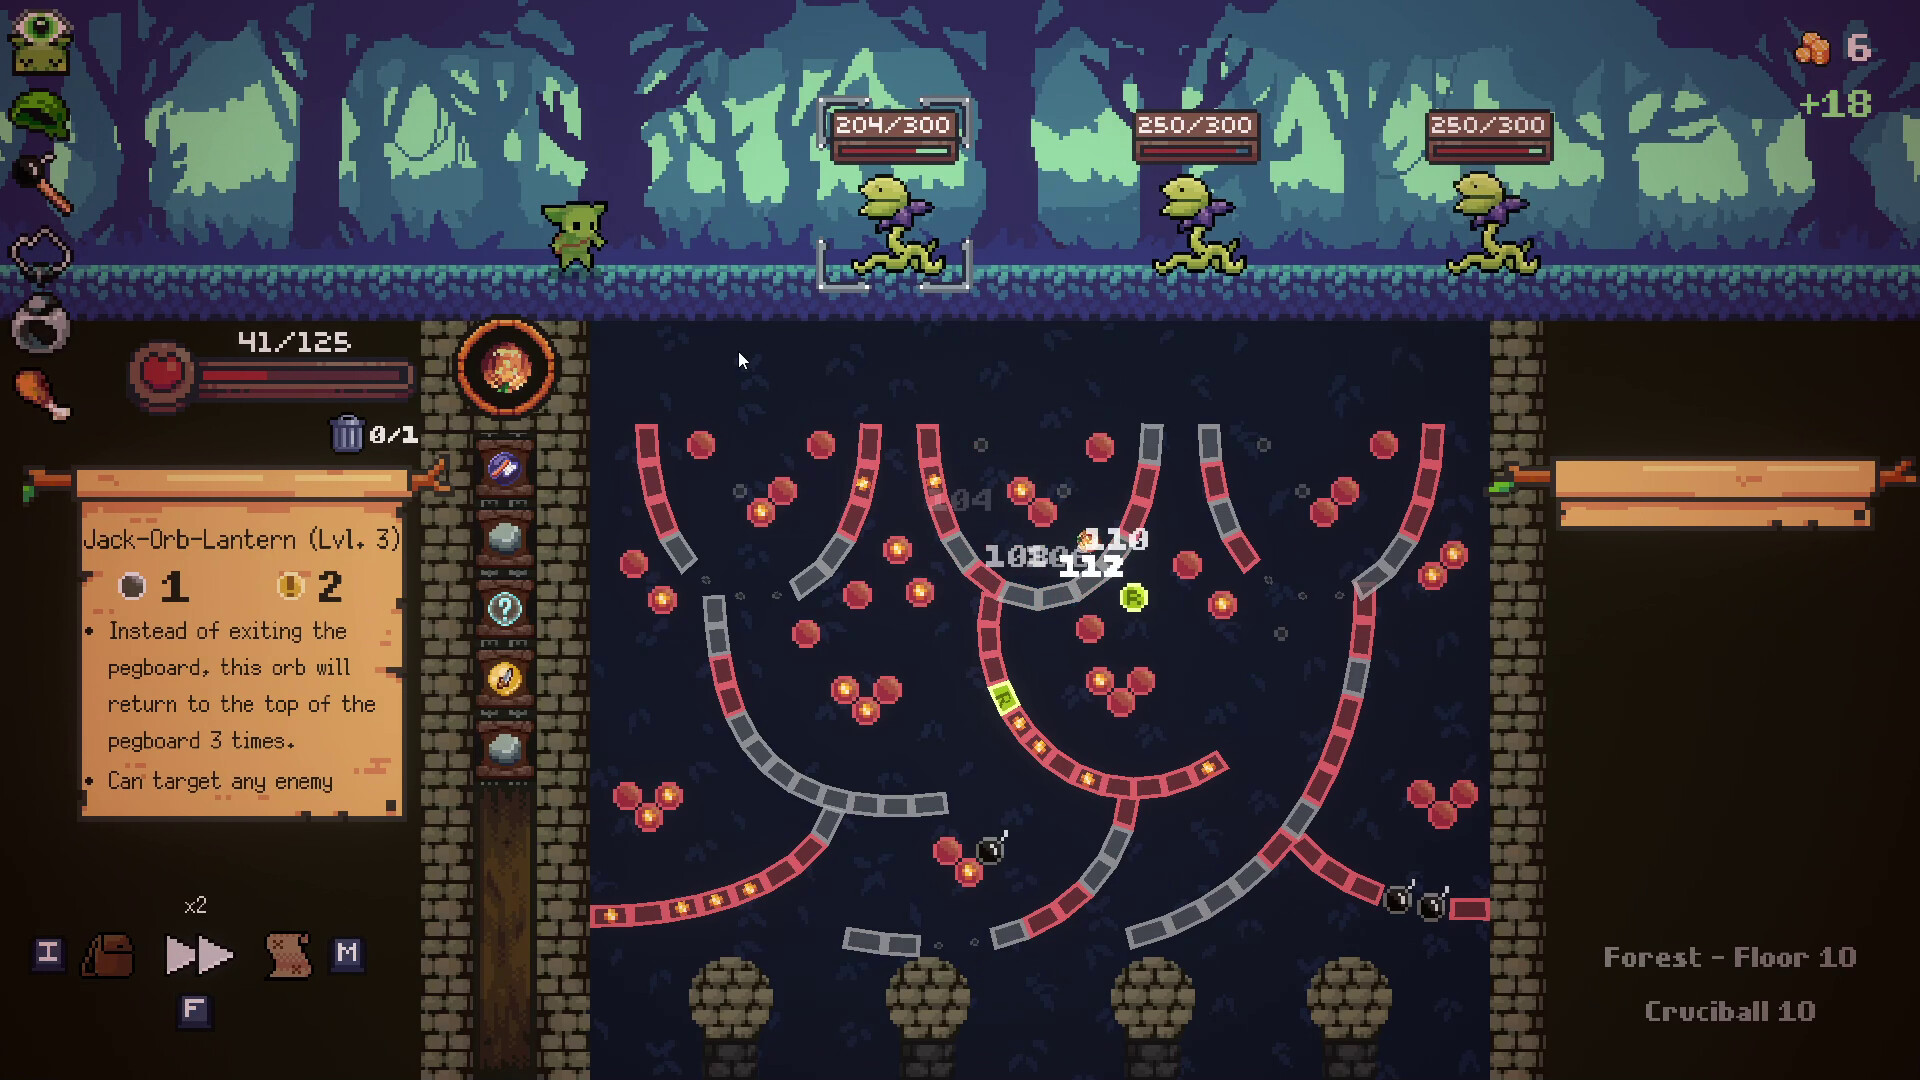 6
+18
204/300
250/300
250/300
41/125
0/1
Jack-Orb-Lantern (Lvl. 3)
1
2
• Instead of exiting the
pegboard, this orb will
return to the top of the
pegboard 3 times.
• Can target any enemy
104
110
112
R
R
?
x2
I
M
F
Forest - Floor 10
Cruciball 10